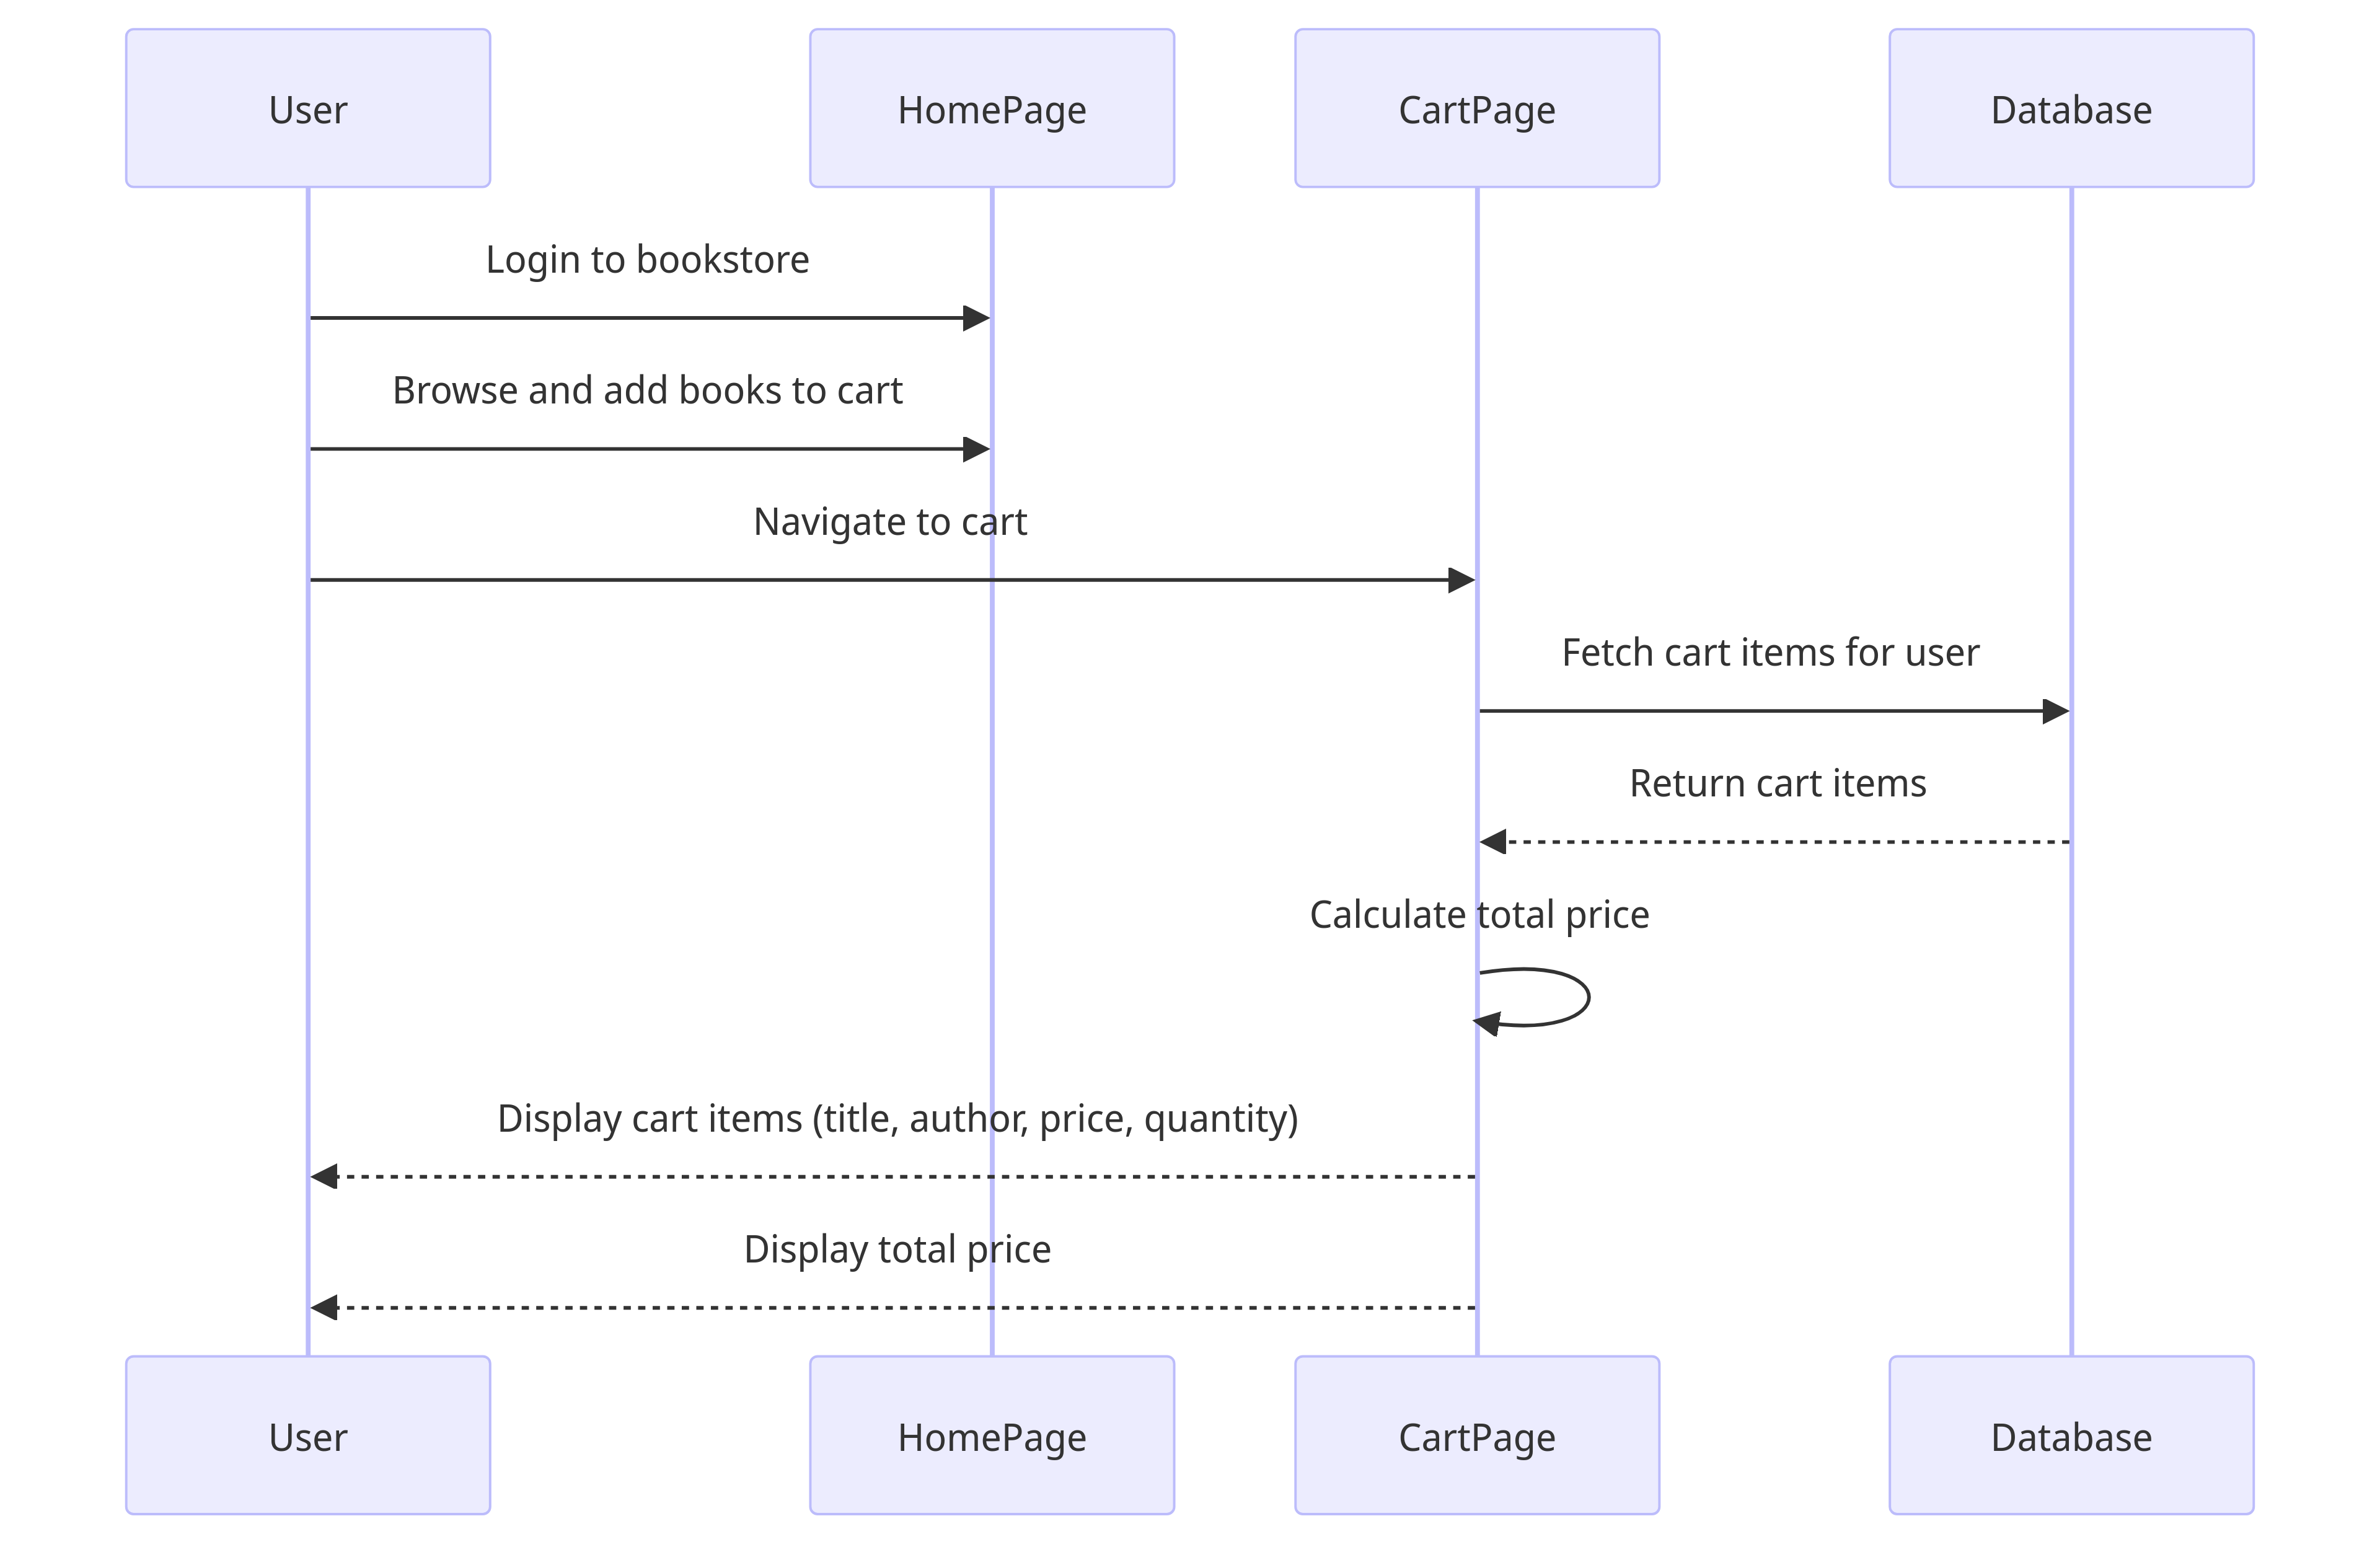 User
HomePage
CartPage
Database
Login to bookstore
Browse and add books to cart
Navigate to cart
Fetch cart items for user
Return cart items
Calculate total price
Display cart items (title, author, price, quantity)
Display total price
User
HomePage
CartPage
Database